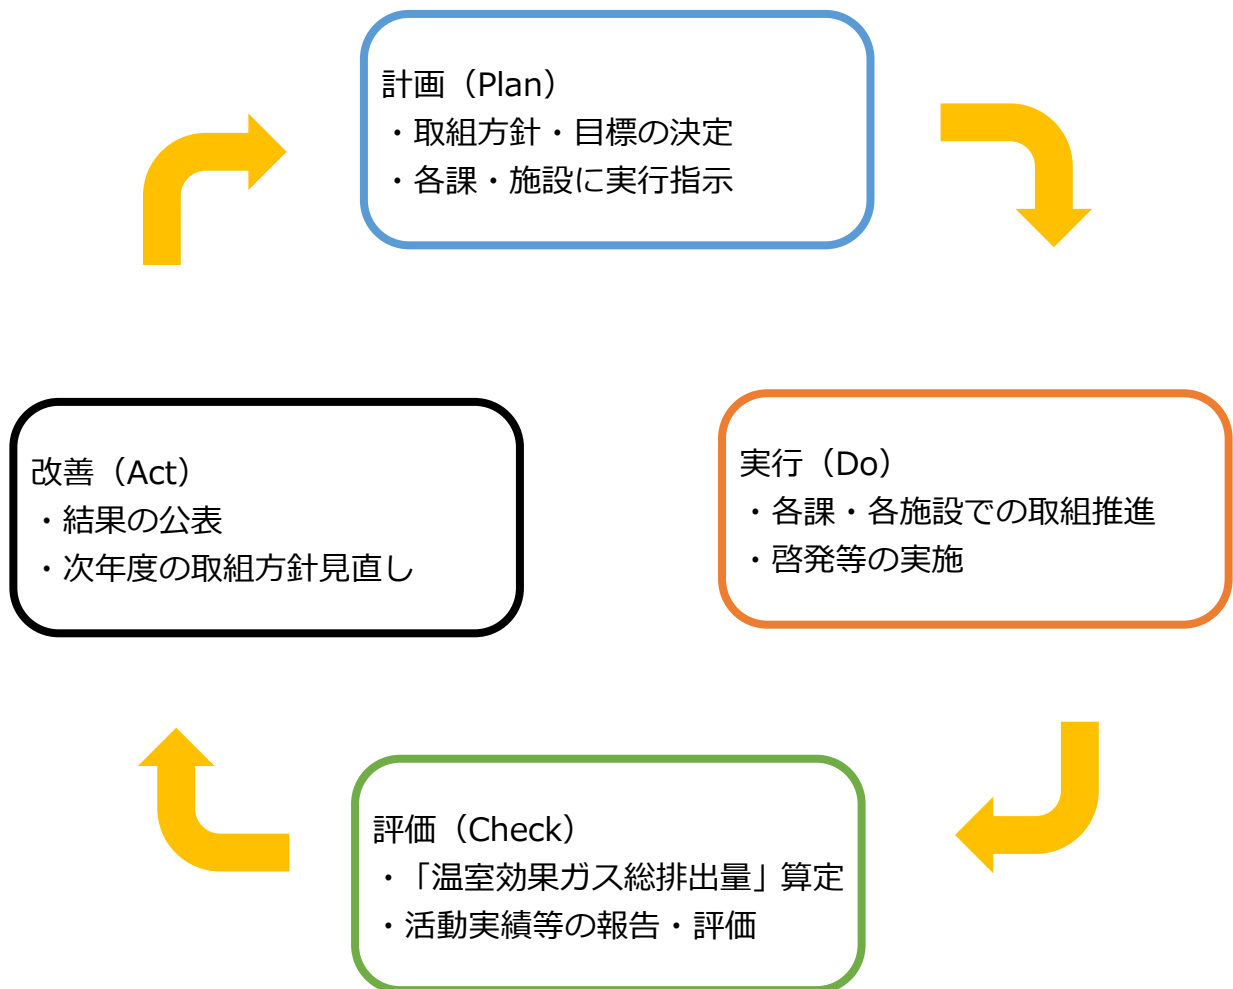 計画（Plan）
・取組方針・目標の決定
・各課・施設に実行指示
改善（Act）
・結果の公表
・次年度の取組方針見直し
実行（Do）
・各課・各施設での取組推進
・啓発等の実施
評価（Check）
・「温室効果ガス総排出量」算定
・活動実績等の報告・評価